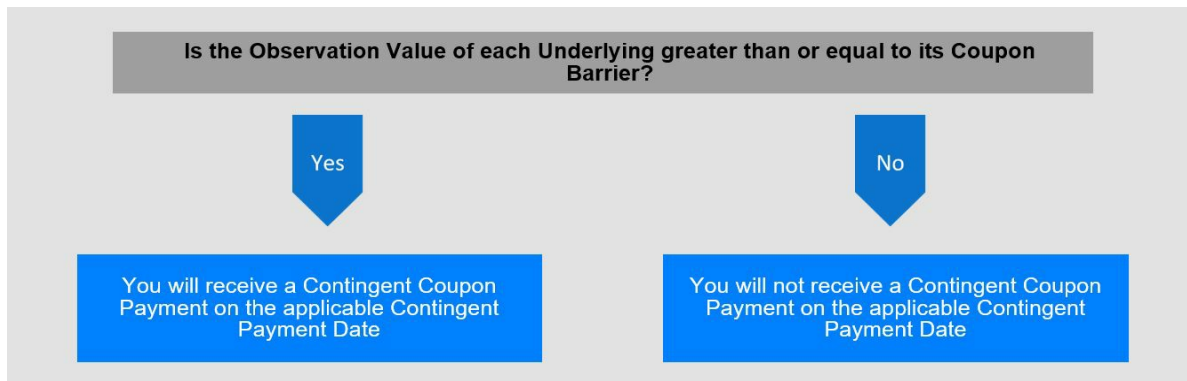 Is the Observation Value of each Underlying greater than or equal to its Coupon
Barrier?
Yes
No
You will receive a Contingent Coupon
Payment on the applicable Contingent
Payment Date
You will not receive a Contingent Coupon
Payment on the applicable Contingent
Payment Date